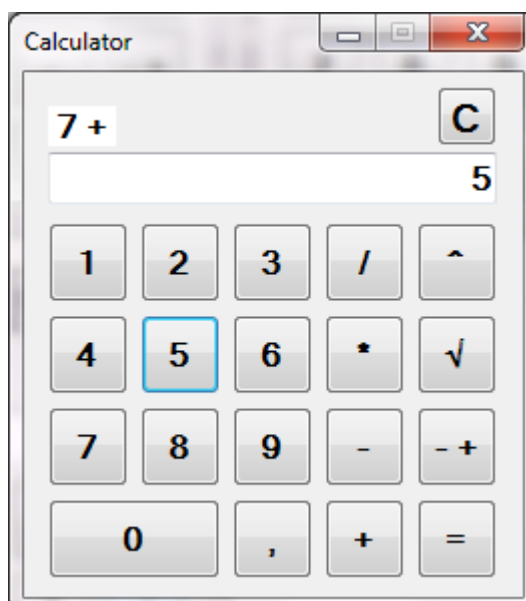 Calculator
7 +
C
5
1 2 3 / ^
4 5 6 * √
7 8 9 - - +
0 , + =